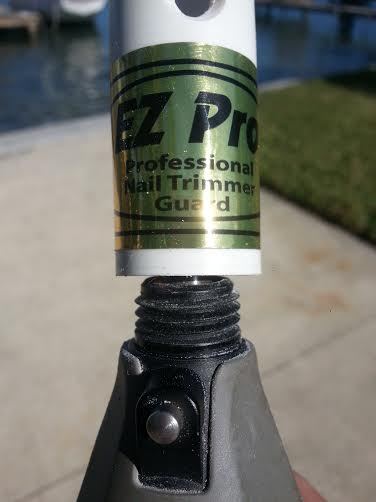 EZ Pro
Professional
Nail Trimmer
Guard